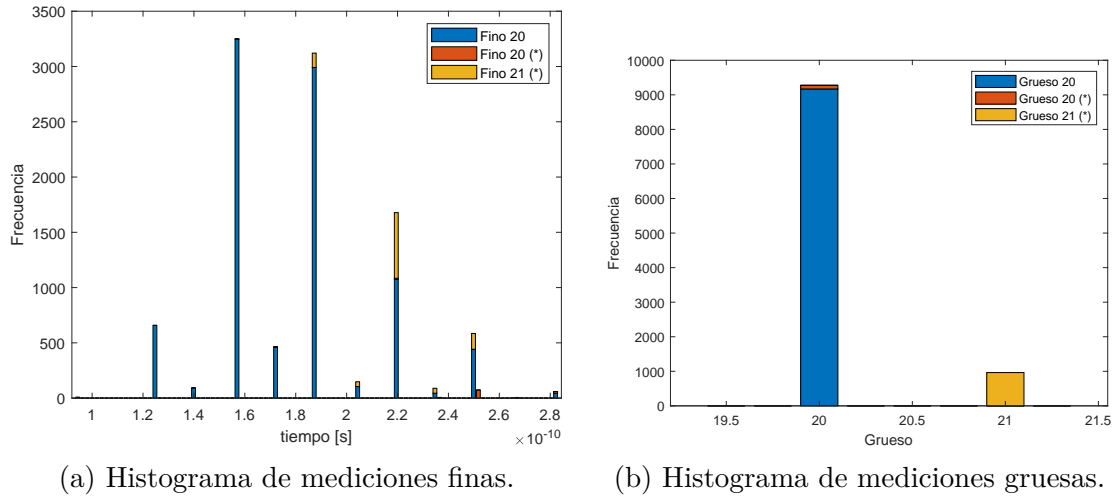 3500
3000
2500
2000
1500
1000
500
0
Frecuencia
1
1.2
1.4
1.6
1.8
2
2.2
2.4
2.6
2.8
tiempo [s]
×10⁻¹⁰
Fino 20
Fino 20 (*)
Fino 21 (*)
(a) Histograma de mediciones finas.
10000
9000
8000
7000
6000
5000
4000
3000
2000
1000
0
Frecuencia
19.5
20
20.5
21
21.5
Grueso
Grueso 20
Grueso 20 (*)
Grueso 21 (*)
(b) Histograma de mediciones gruesas.